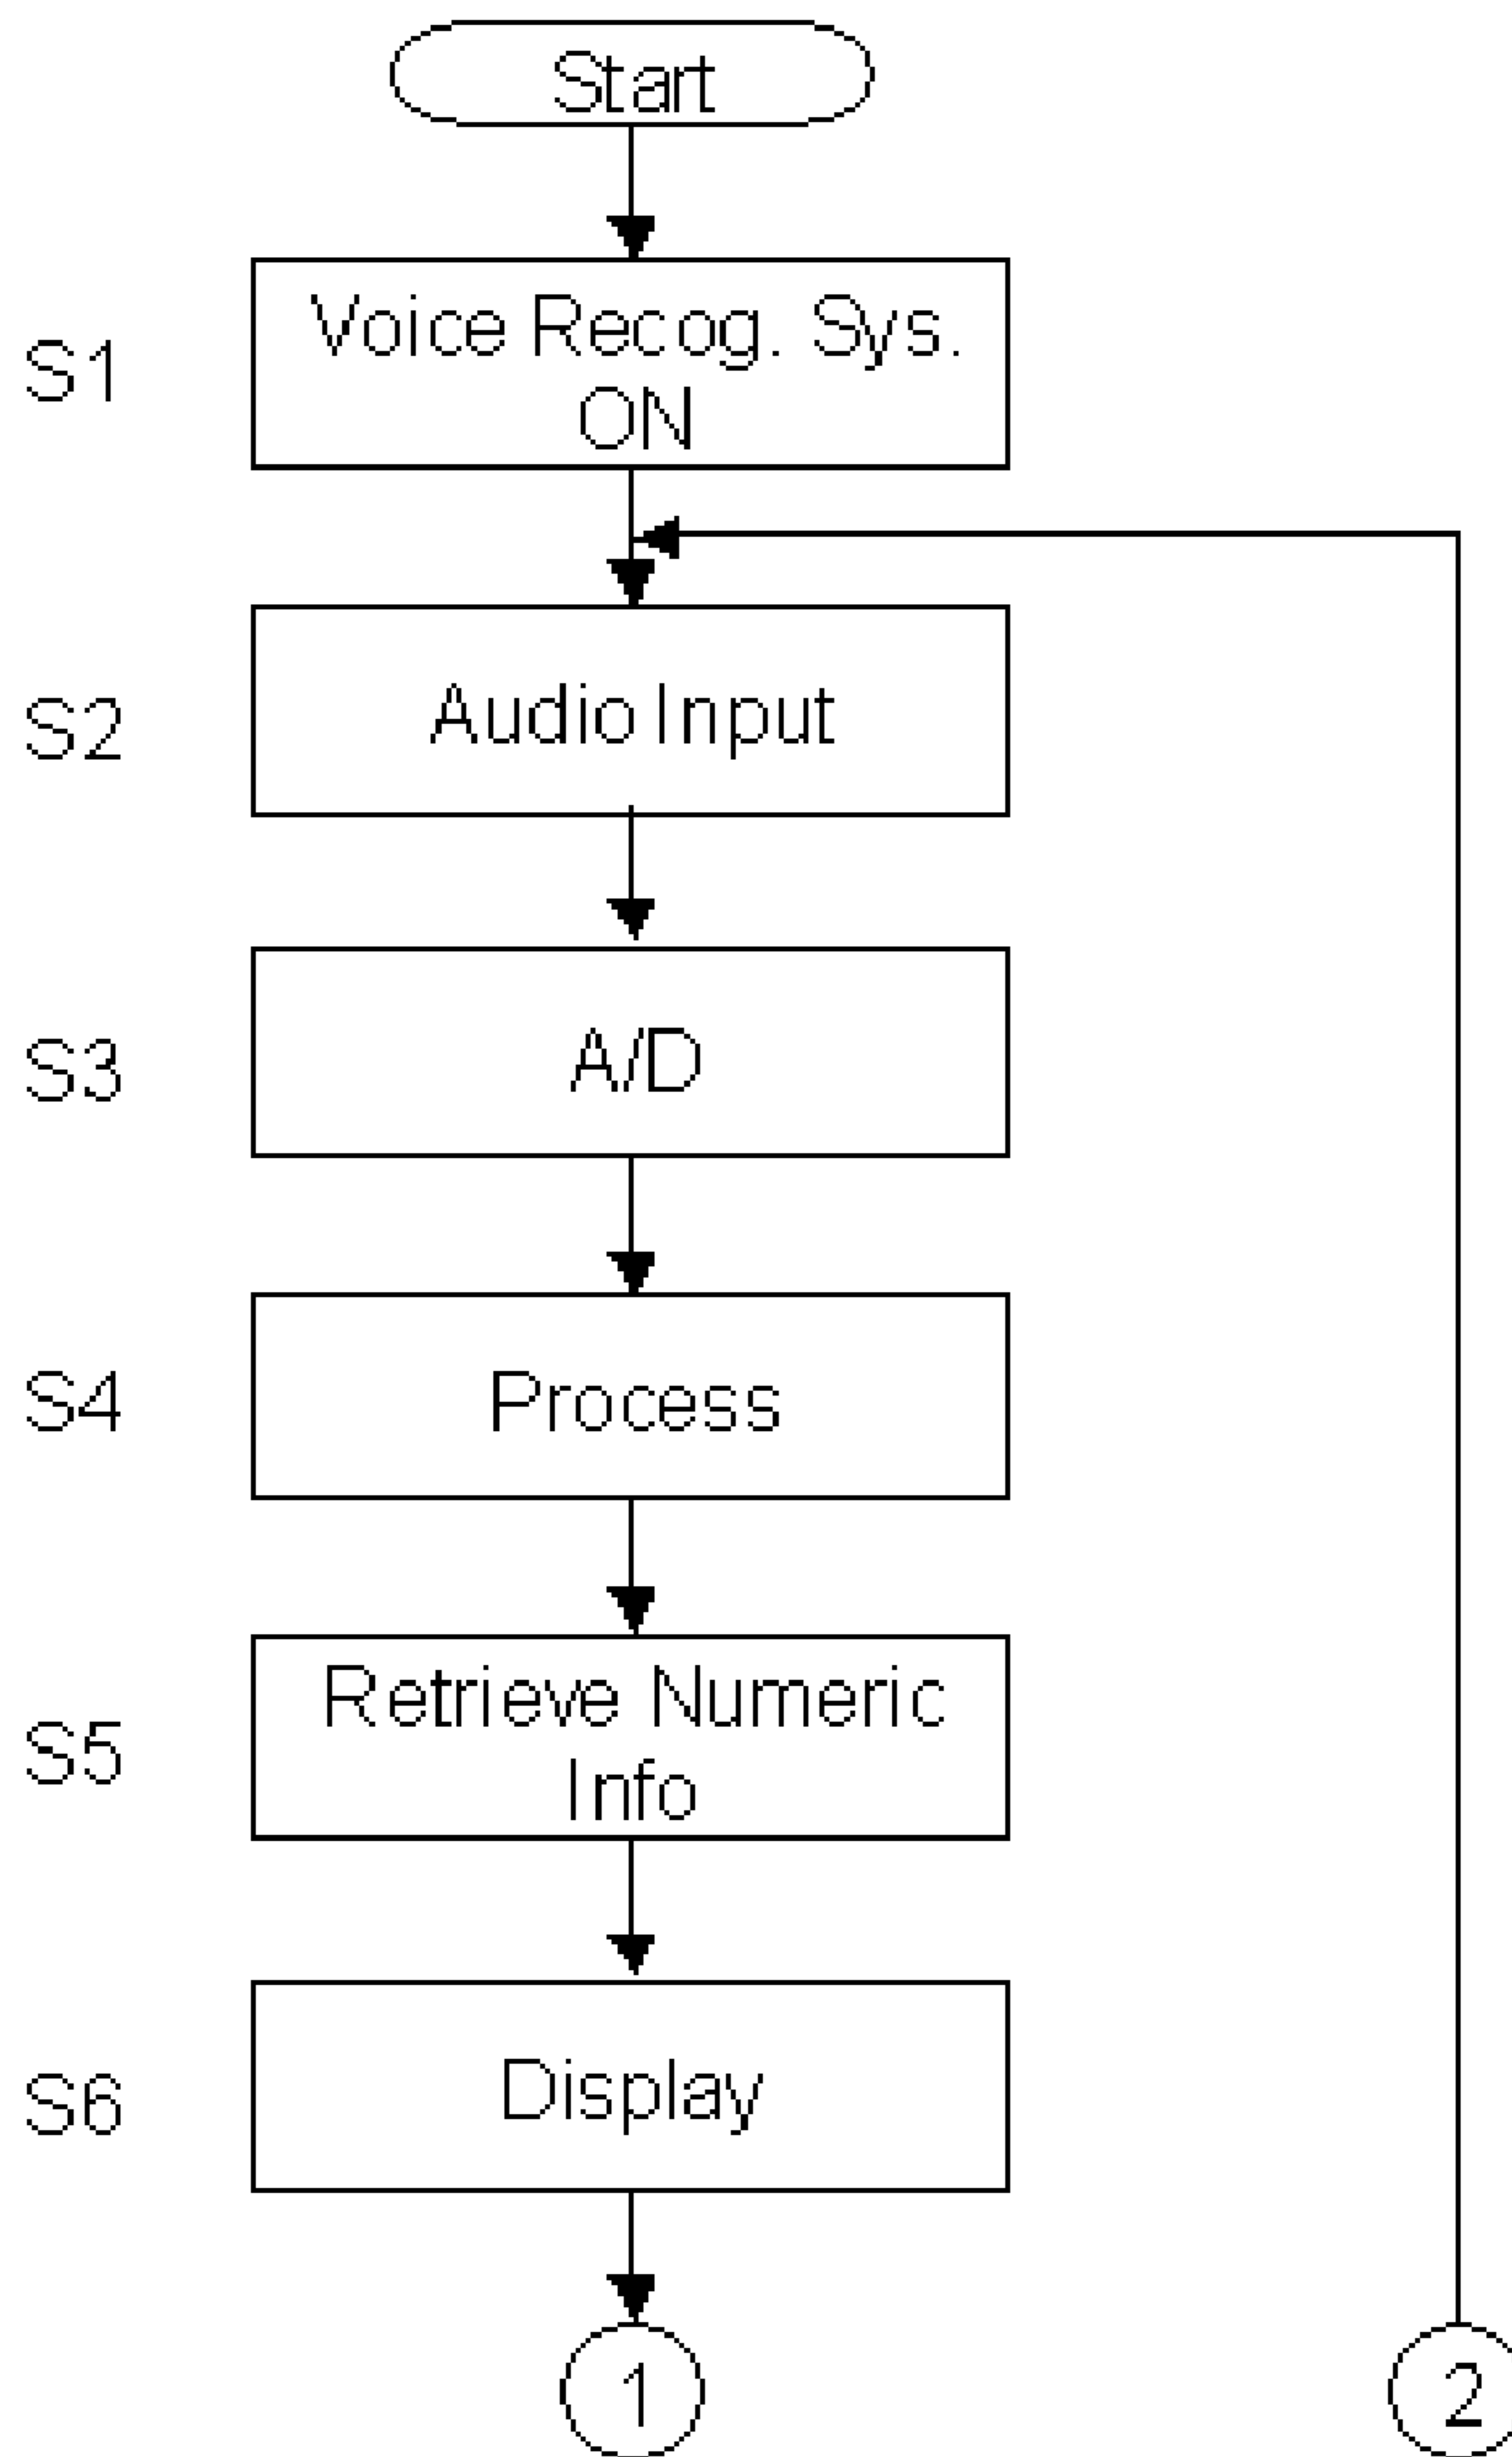 Start
S1
Voice Recog. Sys.
ON
S2
Audio Input
S3
A/D
S4
Process
S5
Retrieve Numeric
Info
S6
Display
1
2